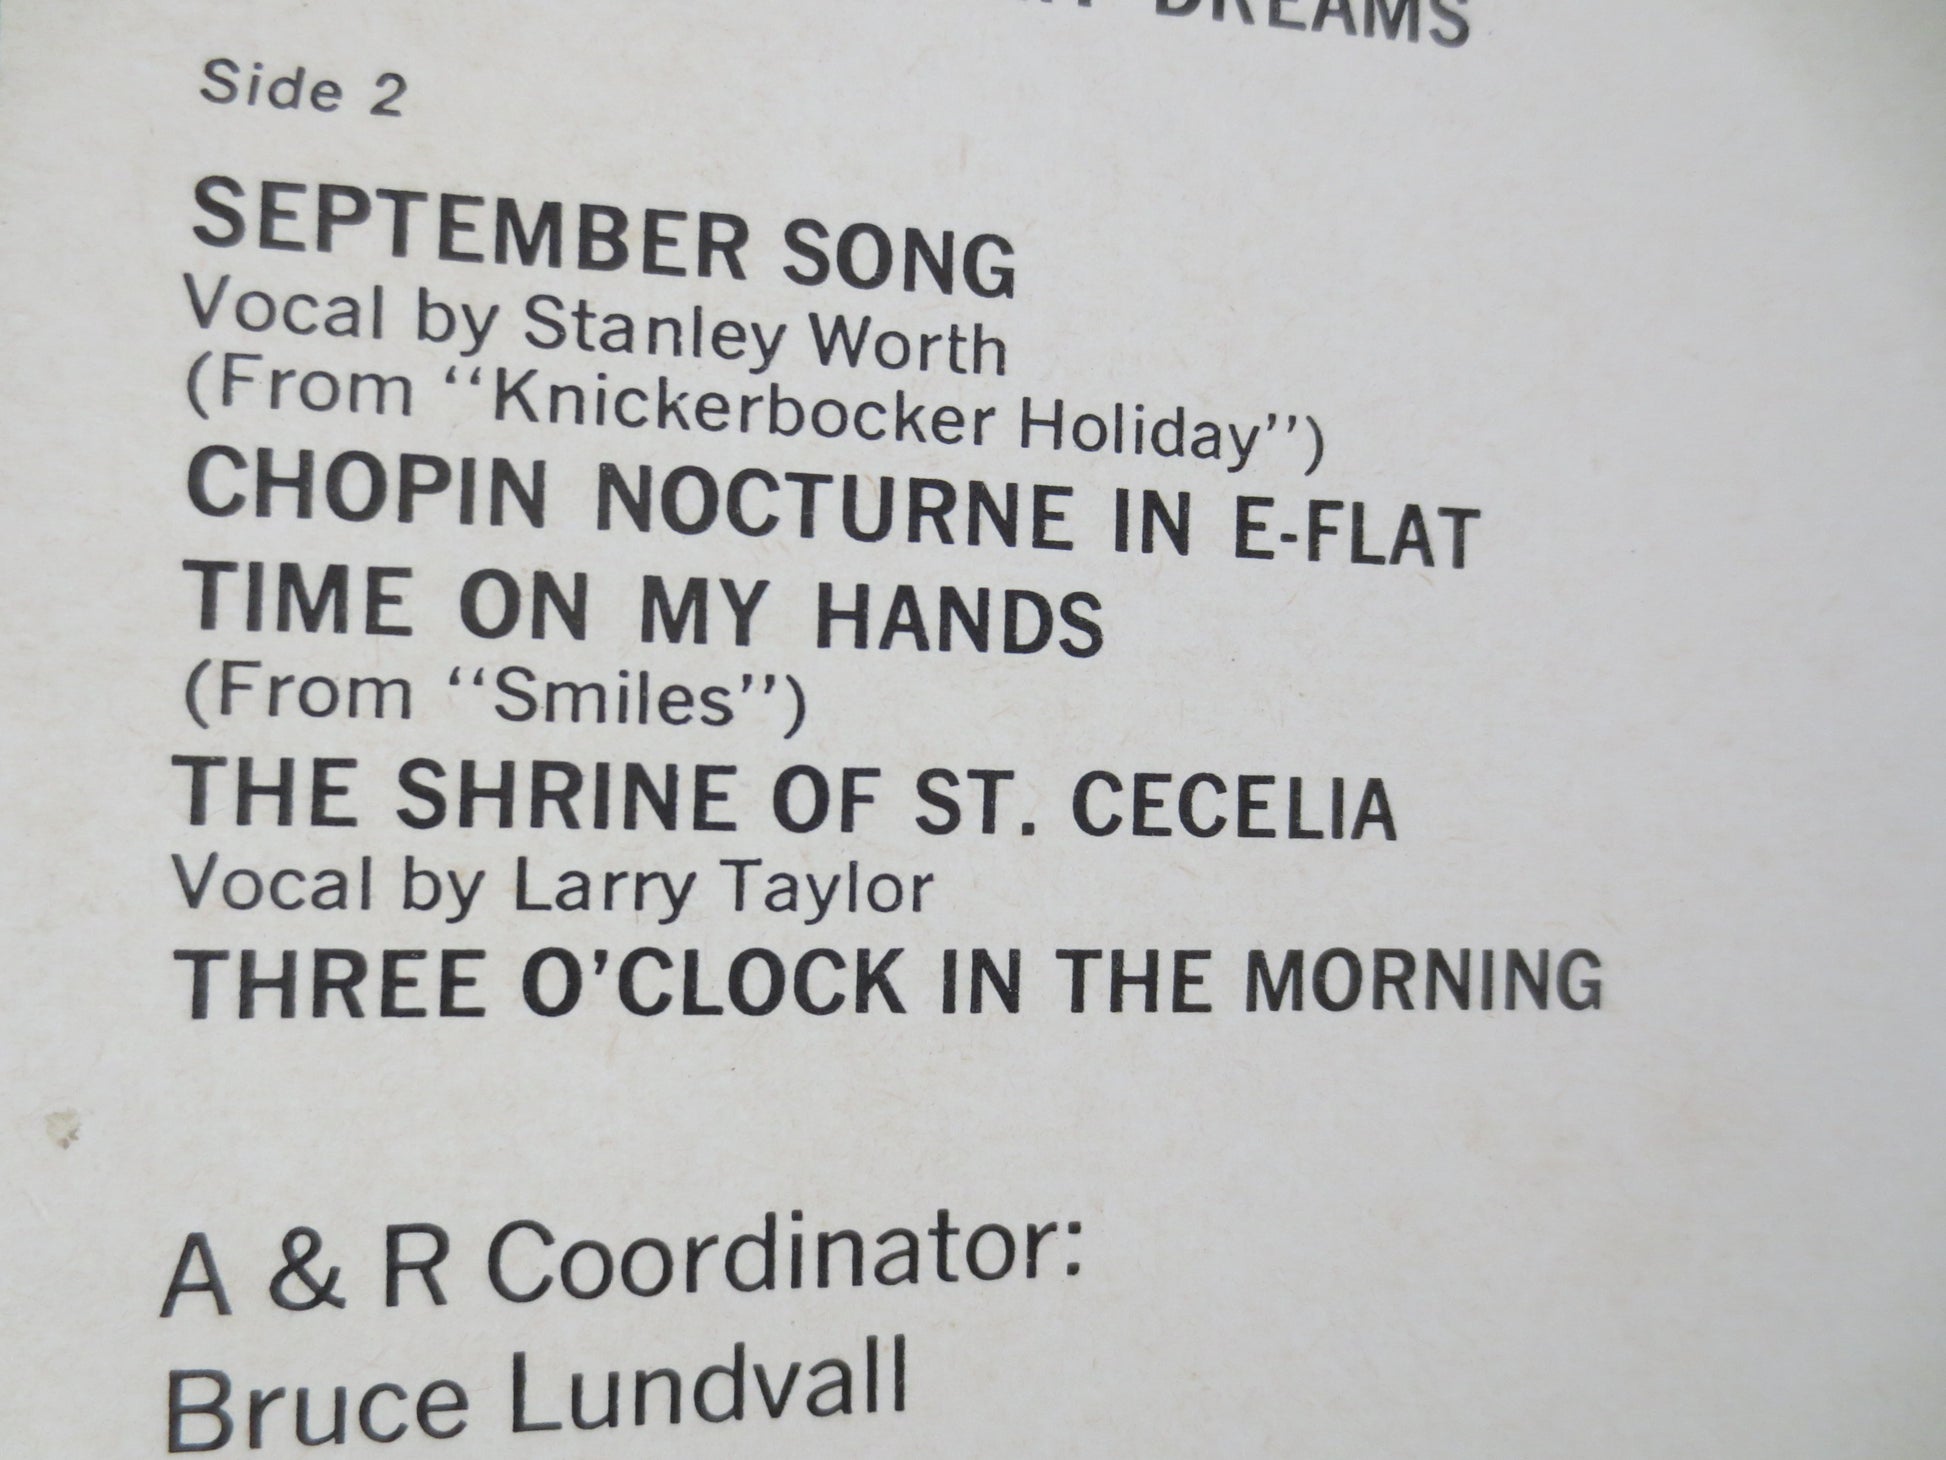 DREAMS
Side 2
SEPTEMBER SONG
Vocal by Stanley Worth
(From “Knickerbocker Holiday”)
CHOPIN NOCTURNE IN E-FLAT
TIME ON MY HANDS
(From “Smiles”)
THE SHRINE OF ST. CECELIA
Vocal by Larry Taylor
THREE O’CLOCK IN THE MORNING
A & R Coordinator:
Bruce Lundvall